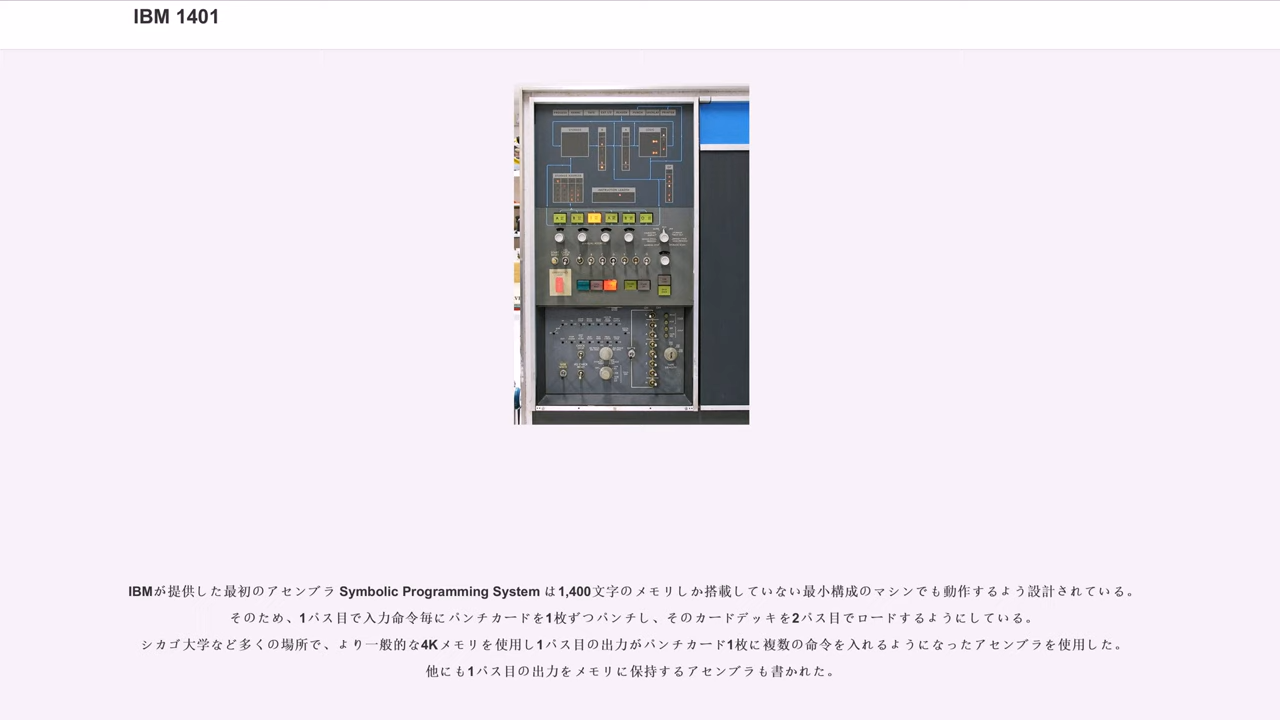 IBM 1401
IBMが提供した最初のアセンブラ Symbolic Programming System は1,400文字のメモリしか搭載していない最小構成のマシンでも動作するよう設計されている。
そのため、1パス目で入力命令毎にパンチカードを1枚ずつパンチし、そのカードデッキを2パス目でロードするようにしている。
シカゴ大学など多くの場所で、より一般的な4Kメモリを使用し1パス目の出力がパンチカード1枚に複数の命令を入れるようになったアセンブラを使用した。
他にも1パス目の出力をメモリに保持するアセンブラも書かれた。